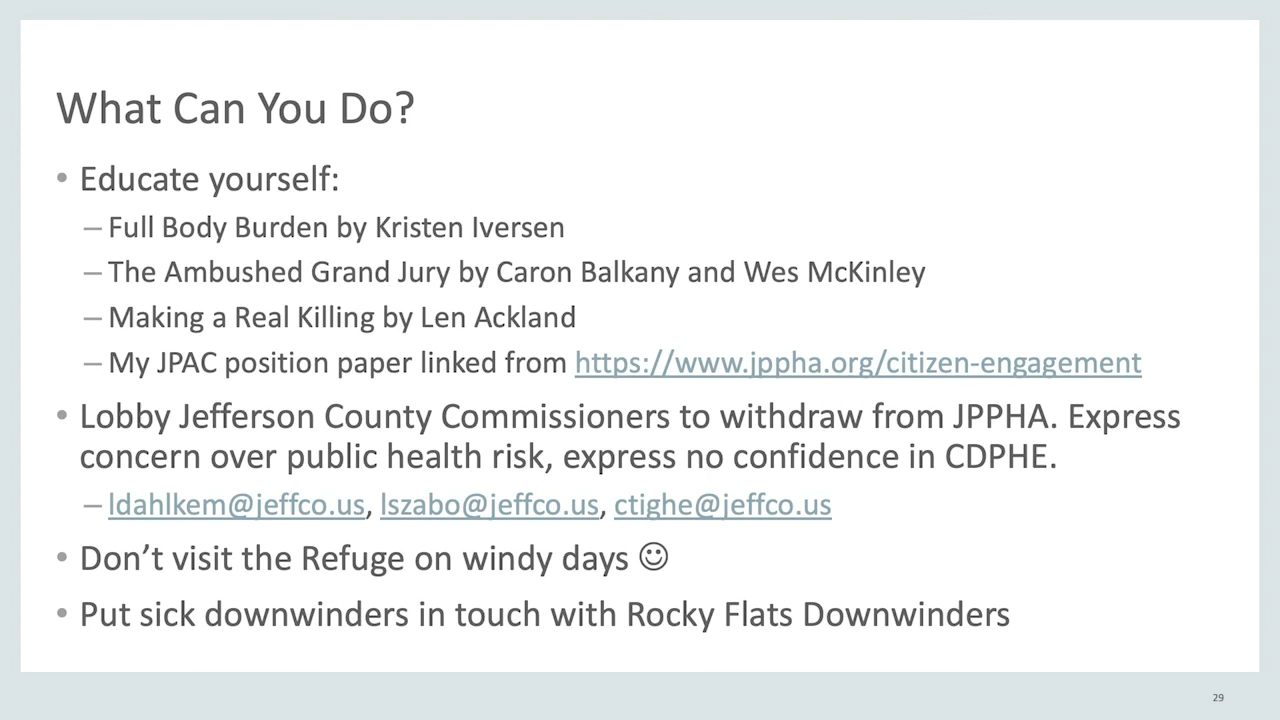 What Can You Do?
• Educate yourself:
– Full Body Burden by Kristen Iversen
– The Ambushed Grand Jury by Caron Balkany and Wes McKinley
– Making a Real Killing by Len Ackland
– My JPAC position paper linked from https://www.jppha.org/citizen-engagement
• Lobby Jefferson County Commissioners to withdraw from JPPHA. Express
concern over public health risk, express no confidence in CDPHE.
– ldahlkem@jeffco.us, lszabo@jeffco.us, ctighe@jeffco.us
• Don’t visit the Refuge on windy days ☺
• Put sick downwinders in touch with Rocky Flats Downwinders
29